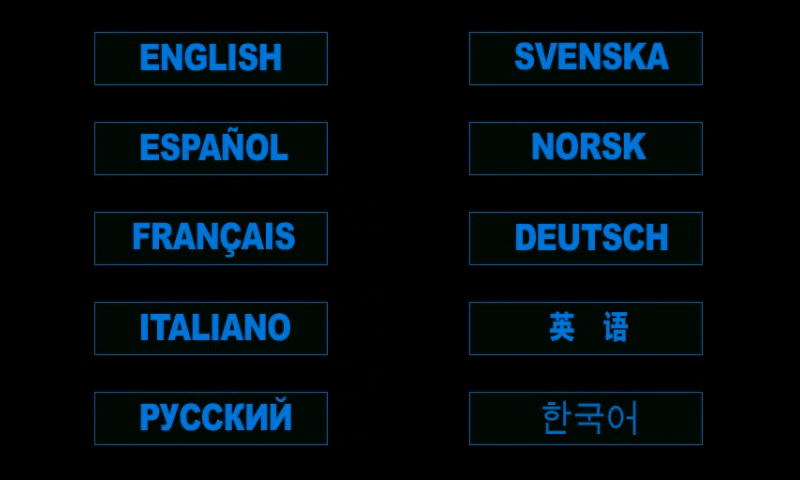 ENGLISH
ESPAÑOL
FRANÇAIS
ITALIANO
РУССКИЙ
SVENSKA
NORSK
DEUTSCH
英 语
한국어